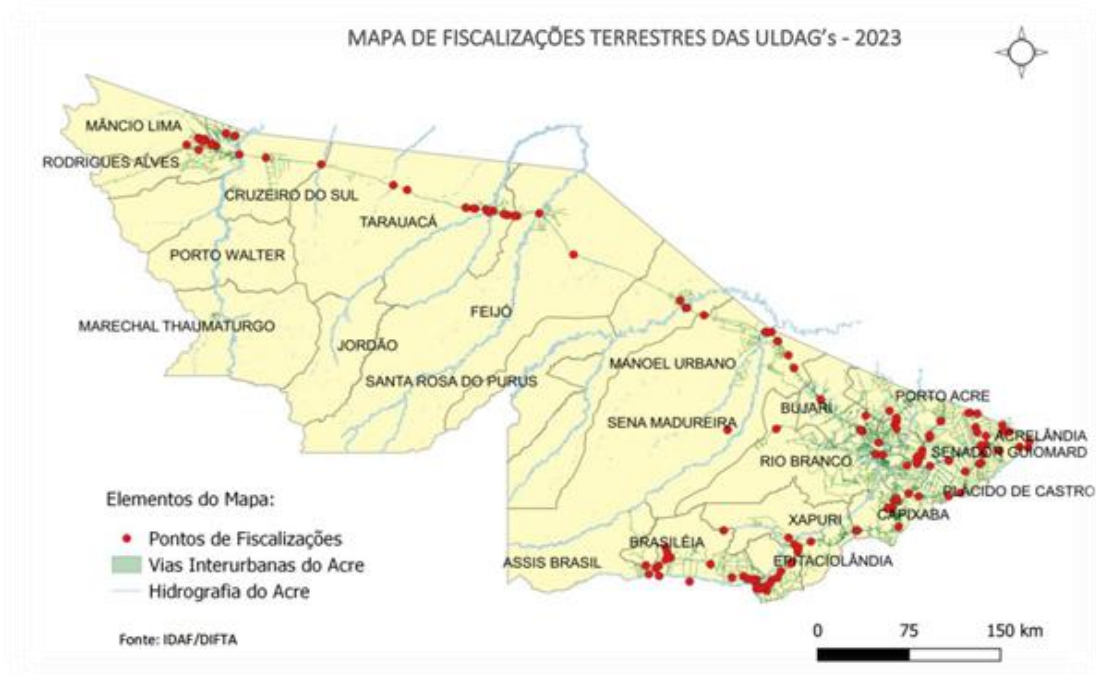 MAPA DE FISCALIZAÇÕES TERRESTRES DAS ULDAG's - 2023
MÂNCIO LIMA
RODRIGUES ALVES
CRUZEIRO DO SUL
TARAUACÁ
PORTO WALTER
FEIJÓ
MARECHAL THAUMATURGO
JORDÃO
MANOEL URBANO
SANTA ROSA DO PURUS
PORTO ACRE
BUJARI
SENA MADUREIRA
ACRELÂNDIA
SENADOR GUIOMARD
RIO BRANCO
PLÁCIDO DE CASTRO
CAPIXABA
XAPURI
BRASILÉIA
EPITACIOLÂNDIA
ASSIS BRASIL
Elementos do Mapa:
Pontos de Fiscalizações
Vias Interurbanas do Acre
Hidrografia do Acre
Fonte: IDAF/DIFTA
0 75 150 km